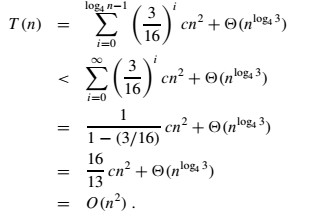 T(n) = \sum_{i=0}^{\log_4 n-1} \left(\frac{3}{16}\right)^i cn^2 + \Theta(n^{\log_4 3})
< \sum_{i=0}^{\infty} \left(\frac{3}{16}\right)^i cn^2 + \Theta(n^{\log_4 3})
= \frac{1}{1 - (3/16)} cn^2 + \Theta(n^{\log_4 3})
= \frac{16}{13} cn^2 + \Theta(n^{\log_4 3})
= O(n^2) .